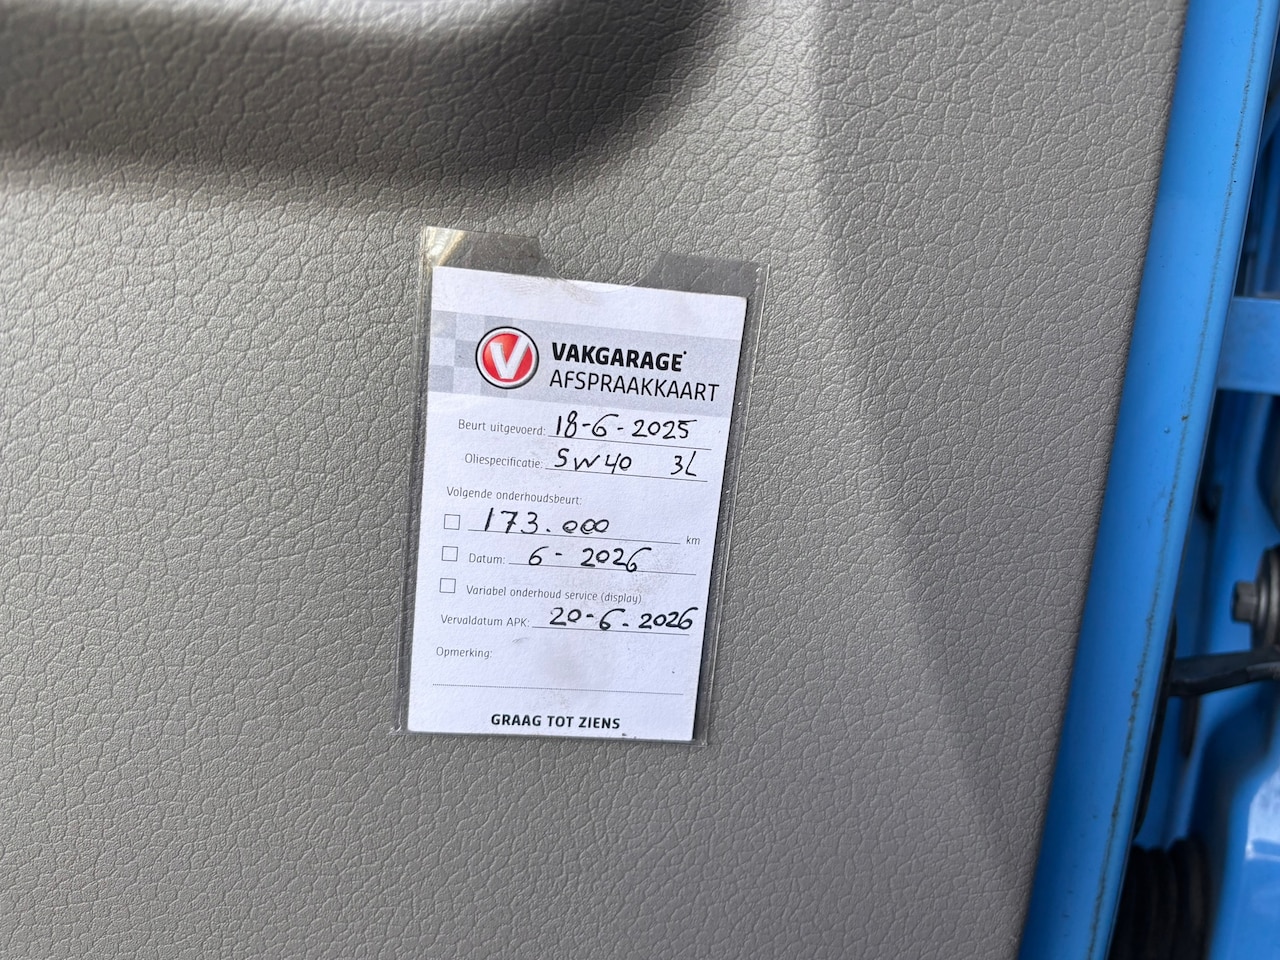 V VAKGARAGE
AFSPRAAKKAART
Beurt uitgevoerd: 18-6-2025
Oliespecificatie: 5W40 3L
Volgende onderhoudsbeurt:
173.000 km
Datum: 6-2026
Variabel onderhoud service (display)
Vervaldatum APK: 20-6-2026
Opmerking:
GRAAG TOT ZIENS